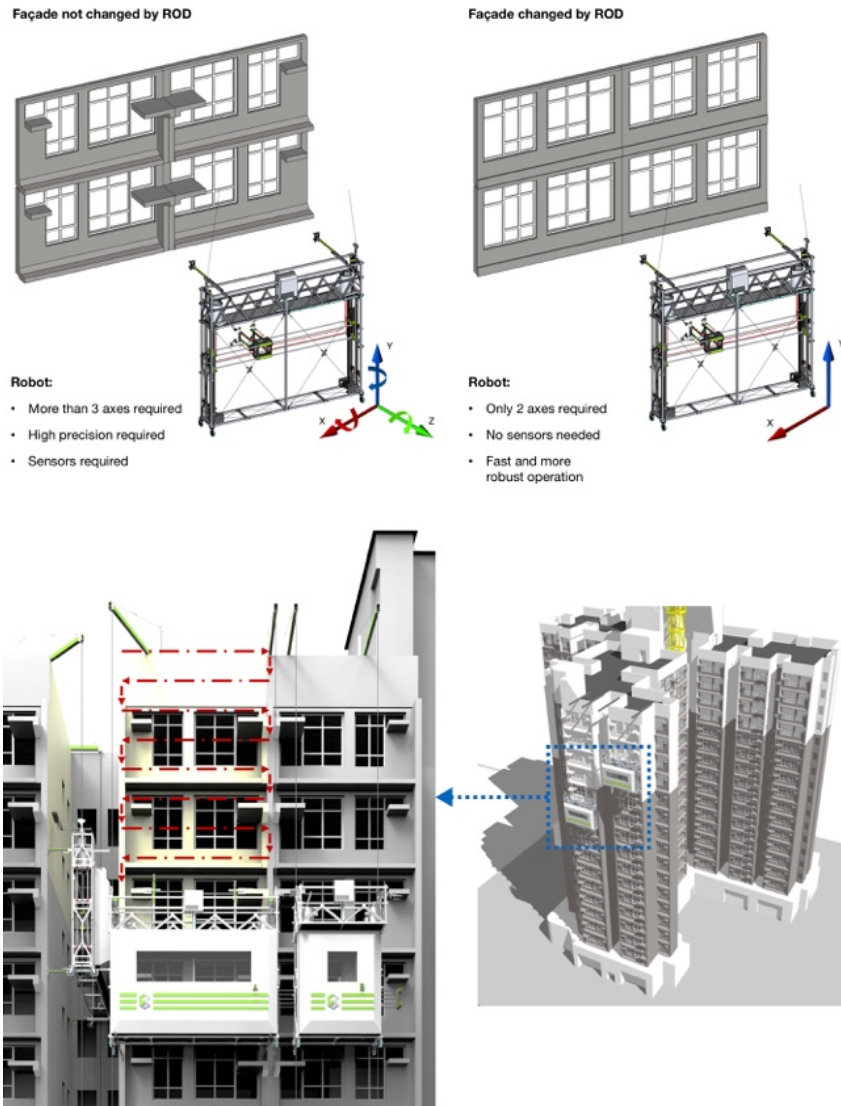 Façade not changed by ROD
Façade changed by ROD
Y
X
Z
Robot:
• More than 3 axes required
• High precision required
• Sensors required
Y
X
Robot:
• Only 2 axes required
• No sensors needed
• Fast and more
robust operation